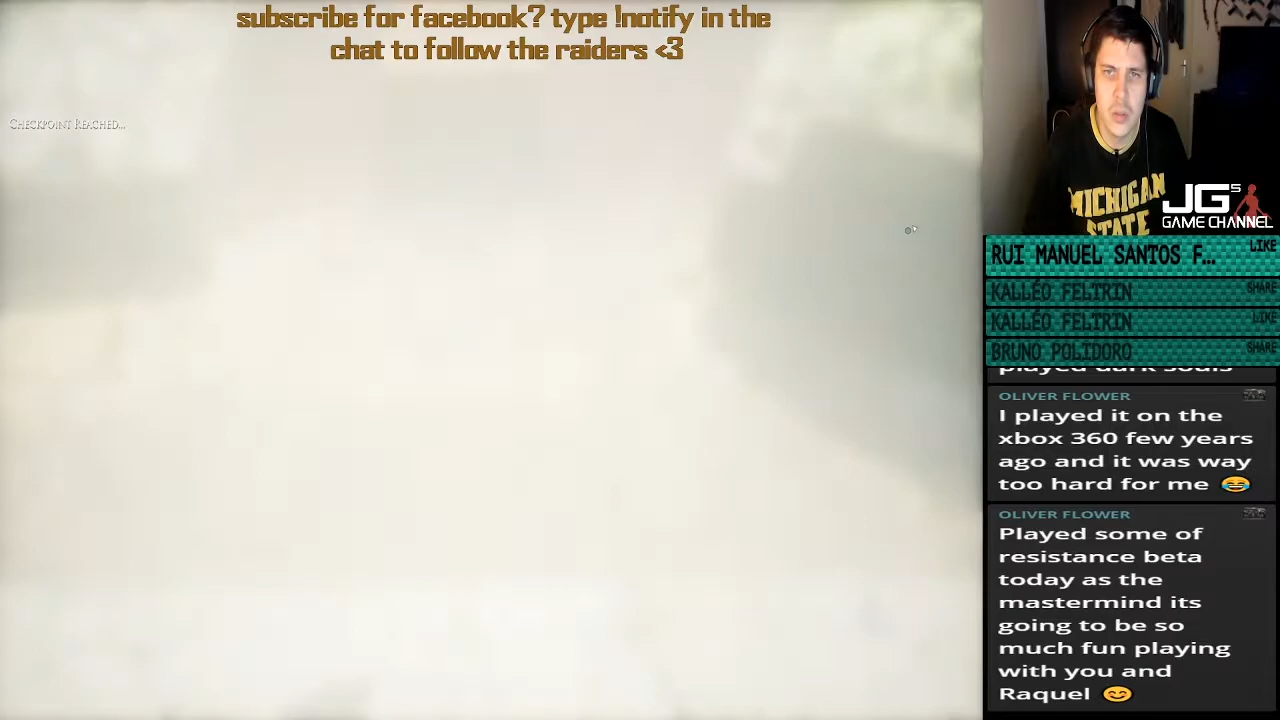 subscribe for facebook? type !notify in the
chat to follow the raiders <3
Checkpoint Reached...
MICHIGAN
STATE
JG5
GAME CHANNEL
RUI MANUEL SANTOS F... LIKE
KALLÉO FELTRIN SHARE
KALLÉO FELTRIN LIKE
BRUNO POLIDORO SHARE
played dark souls
OLIVER FLOWER
I played it on the
xbox 360 few years
ago and it was way
too hard for me 😂
OLIVER FLOWER
Played some of
resistance beta
today as the
mastermind its
going to be so
much fun playing
with you and
Raquel 😊